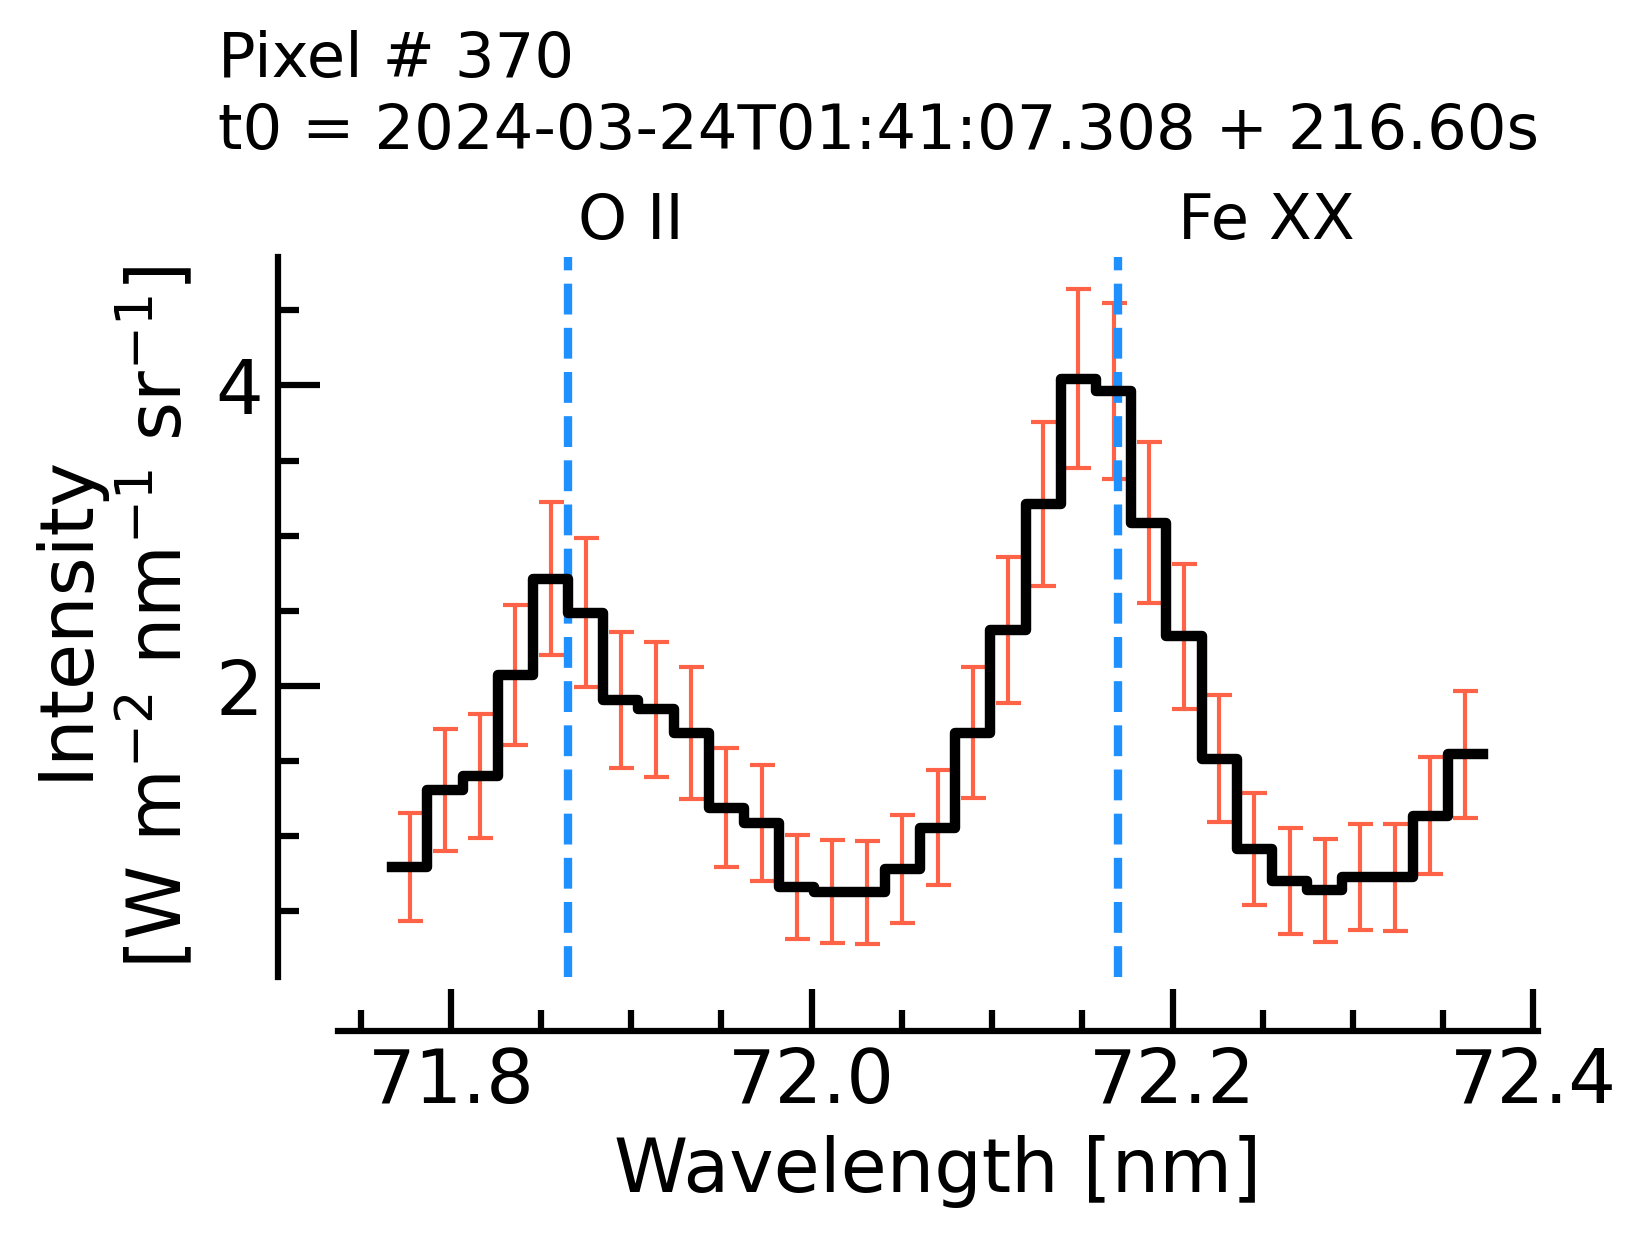 Pixel # 370
t0 = 2024-03-24T01:41:07.308 + 216.60s
O II
Fe XX
Intensity
[W m⁻² nm⁻¹ sr⁻¹]
4
2
71.8
72.0
72.2
72.4
Wavelength [nm]